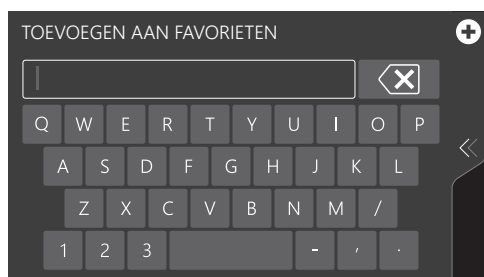 TOEVOEGEN AAN FAVORIETEN
Q W E R T Y U I O P
A S D F G H J K L
Z X C V B N M /
1 2 3 - , .